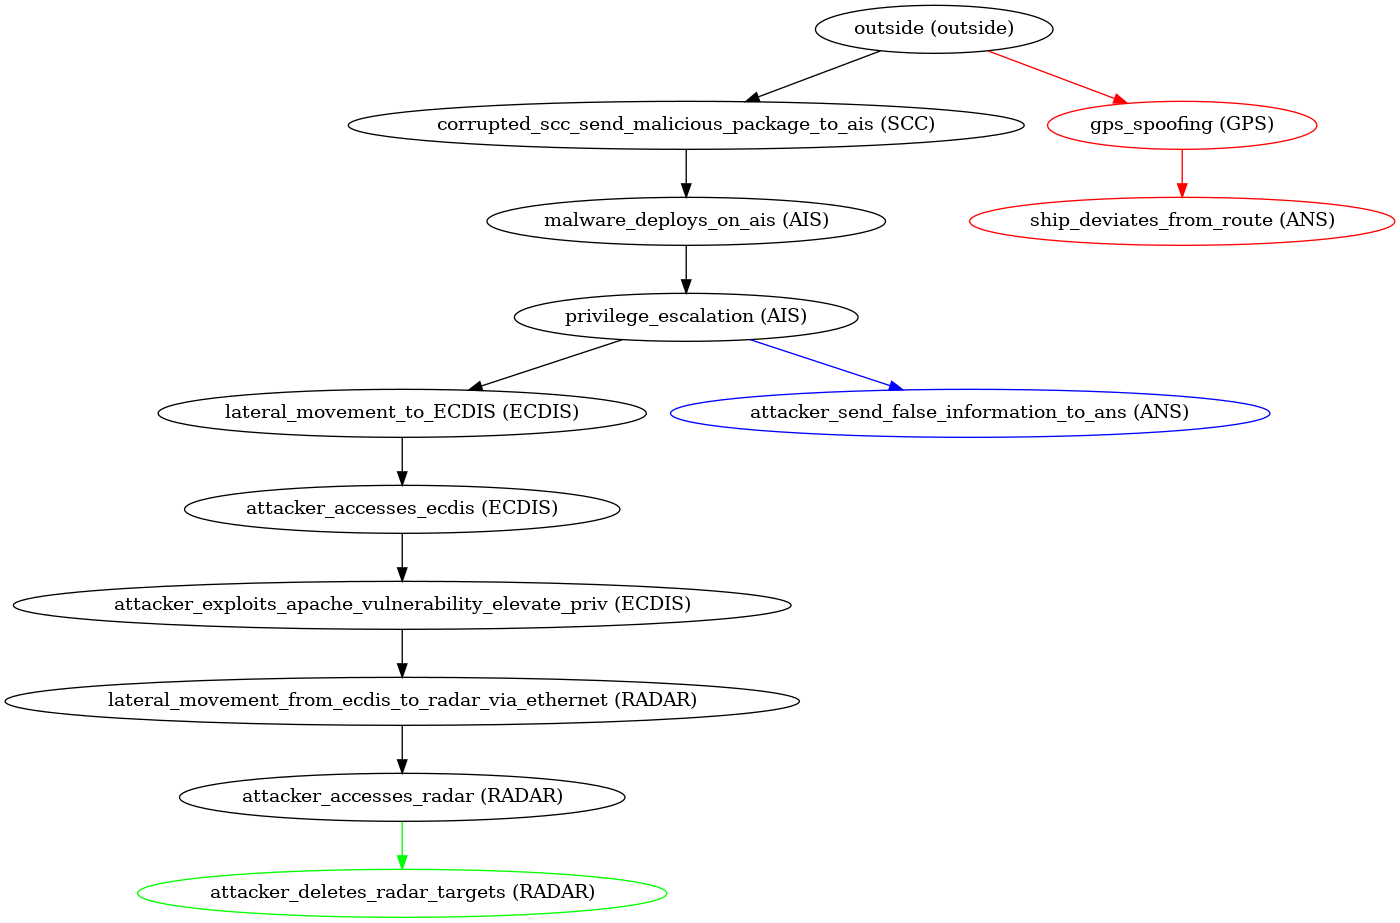 outside (outside)
corrupted_scc_send_malicious_package_to_ais (SCC)
gps_spoofing (GPS)
malware_deploys_on_ais (AIS)
ship_deviates_from_route (ANS)
privilege_escalation (AIS)
lateral_movement_to_ECDIS (ECDIS)
attacker_send_false_information_to_ans (ANS)
attacker_accesses_ecdis (ECDIS)
attacker_exploits_apache_vulnerability_elevate_priv (ECDIS)
lateral_movement_from_ecdis_to_radar_via_ethernet (RADAR)
attacker_accesses_radar (RADAR)
attacker_deletes_radar_targets (RADAR)